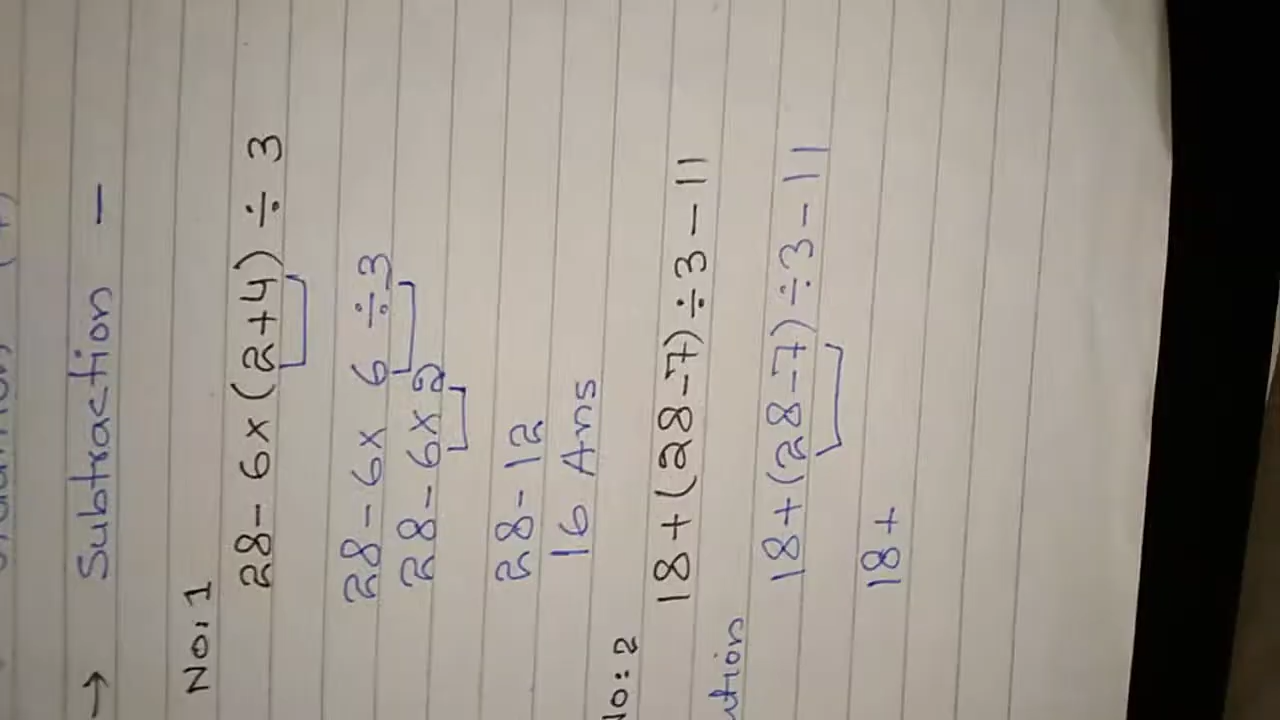 → Subtraction -
No:1
28 - 6 x (2+4) ÷ 3
28 - 6 x 6 ÷ 3
28 - 6 x 2
28 - 12
16 Ans
No:2
18 + (28 - 7) ÷ 3 - 11
18 + (28 - 7) ÷ 3 - 11
18 +